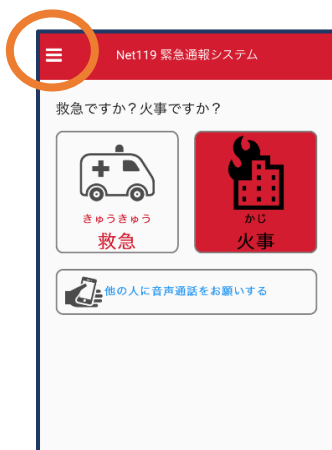 Net119 緊急通報システム
救急ですか？火事ですか？
きゅうきゅう
救急
かじ
火事
他の人に音声通話をお願いする